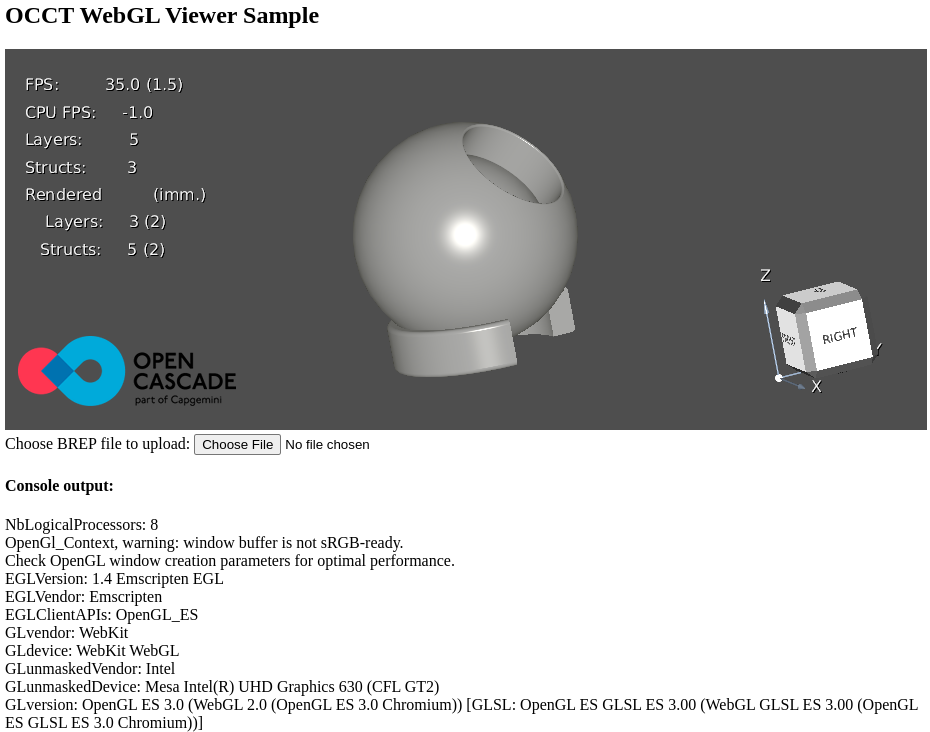 OCCT WebGL Viewer Sample
FPS: 35.0 (1.5)
CPU FPS: -1.0
Layers: 5
Structs: 3
Rendered (imm.)
Layers: 3 (2)
Structs: 5 (2)
Z
RIGHT
Y
X
OPEN
CASCADE
part of Capgemini
Choose BREP file to upload: Choose File No file chosen
Console output:
NbLogicalProcessors: 8
OpenGl_Context, warning: window buffer is not sRGB-ready.
Check OpenGL window creation parameters for optimal performance.
EGLVersion: 1.4 Emscripten EGL
EGLVendor: Emscripten
EGLClientAPIs: OpenGL_ES
GLvendor: WebKit
GLdevice: WebKit WebGL
GLunmaskedVendor: Intel
GLunmaskedDevice: Mesa Intel(R) UHD Graphics 630 (CFL GT2)
GLversion: OpenGL ES 3.0 (WebGL 2.0 (OpenGL ES 3.0 Chromium)) [GLSL: OpenGL ES GLSL ES 3.00 (WebGL GLSL ES 3.00 (OpenGL
ES GLSL ES 3.0 Chromium))]